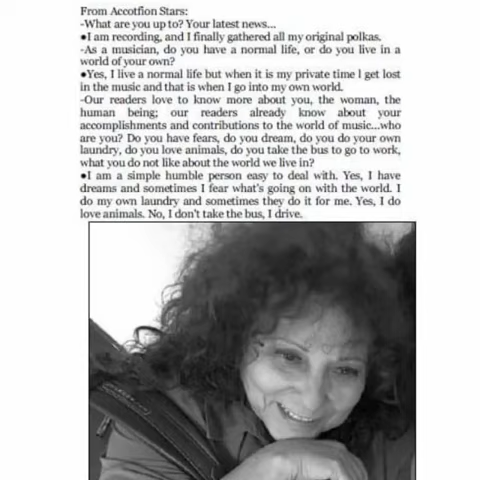 From Accotfion Stars:
-What are you up to? Your latest news...
●I am recording, and I finally gathered all my original polkas.
-As a musician, do you have a normal life, or do you live in a
world of your own?
●Yes, I live a normal life but when it is my private time I get lost
in the music and that is when I go into my own world.
-Our readers love to know more about you, the woman, the
human being; our readers already know about your
accomplishments and contributions to the world of music...who
are you? Do you have fears, do you dream, do you do your own
laundry, do you love animals, do you take the bus to go to work,
what you do not like about the world we live in?
●I am a simple humble person easy to deal with. Yes, I have
dreams and sometimes I fear what's going on with the world. I
do my own laundry and sometimes they do it for me. Yes, I do
love animals. No, I don't take the bus, I drive.